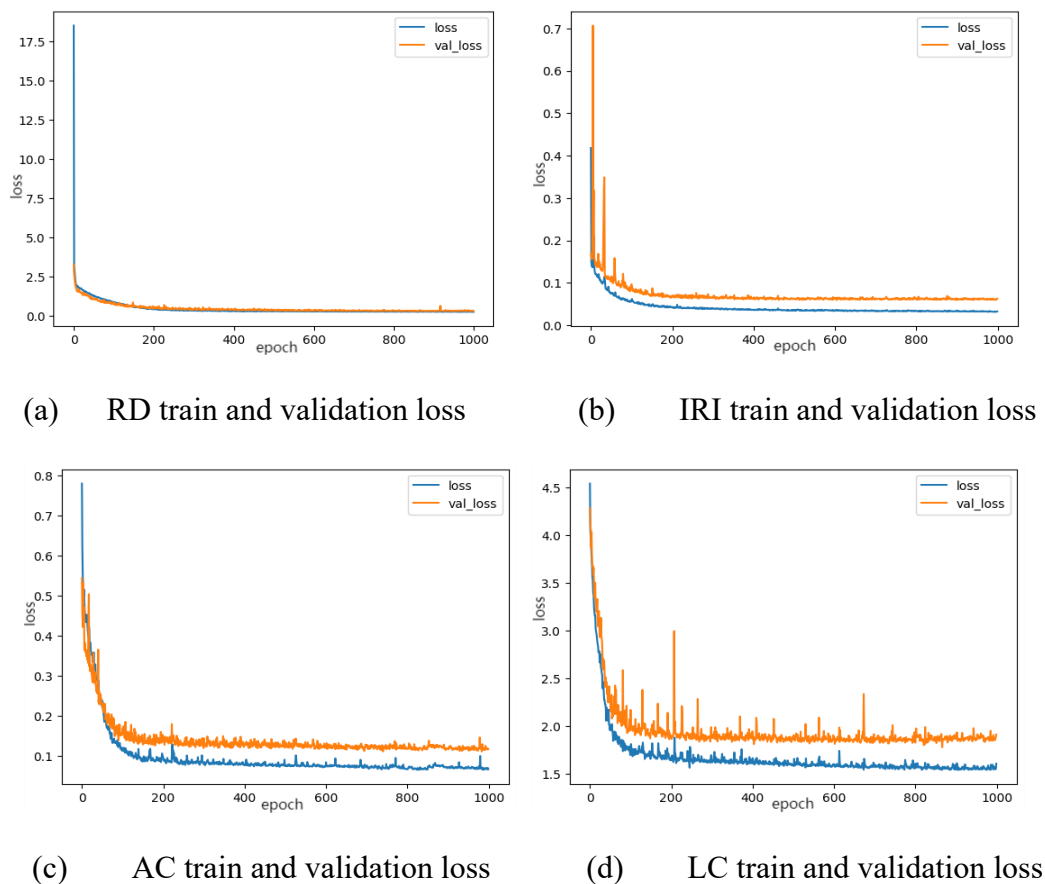 loss
val_loss
17.5
15.0
12.5
10.0
7.5
5.0
2.5
0.0
loss
0 200 400 600 800 1000
epoch
(a) RD train and validation loss
loss
val_loss
0.7
0.6
0.5
0.4
0.3
0.2
0.1
0.0
loss
0 200 400 600 800 1000
epoch
(b) IRI train and validation loss
loss
val_loss
0.8
0.7
0.6
0.5
0.4
0.3
0.2
0.1
loss
0 200 400 600 800 1000
epoch
(c) AC train and validation loss
loss
val_loss
4.5
4.0
3.5
3.0
2.5
2.0
1.5
loss
0 200 400 600 800 1000
epoch
(d) LC train and validation loss